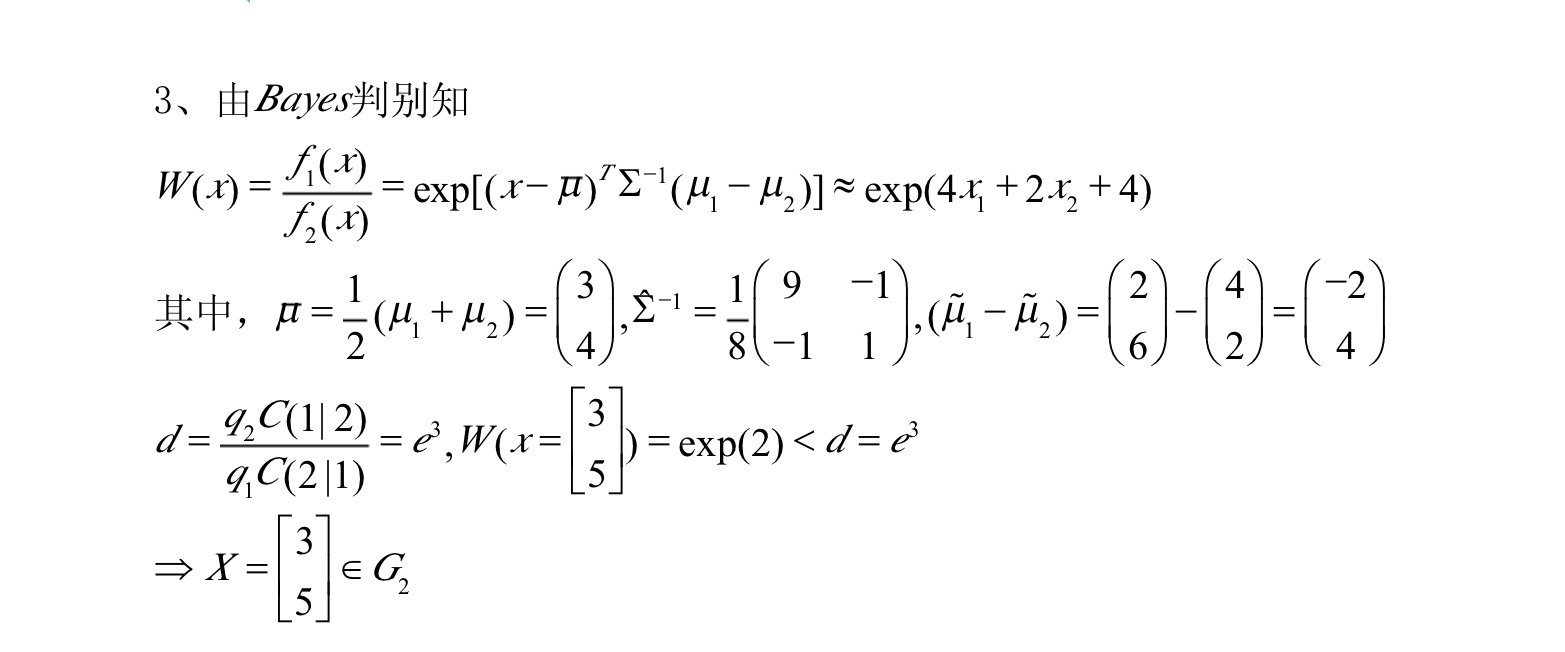 3、由Bayes判别知
W(x) = f₁(x)/f₂(x) = exp[(x − μ̄)ᵀΣ⁻¹(μ₁ − μ₂)] ≈ exp(4x₁ + 2x₂ + 4)
其中，μ̄ = 1/2(μ₁ + μ₂) = (3 4), Σ̂⁻¹ = 1/8(9 −1 −1 1), (μ̃₁ − μ̃₂) = (2 6) − (4 2) = (−2 4)
d = q₂C(1|2)/q₁C(2|1) = e³, W(x = [3 5]) = exp(2) < d = e³
⇒ X = [3 5] ∈ G₂